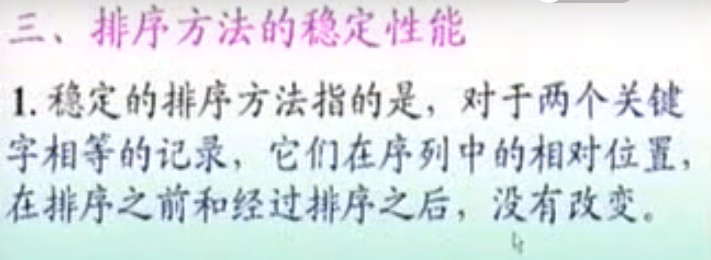 三、排序方法的稳定性能
1. 稳定的排序方法指的是，对于两个关键
字相等的记录，它们在序列中的相对位置，
在排序之前和经过排序之后，没有改变。